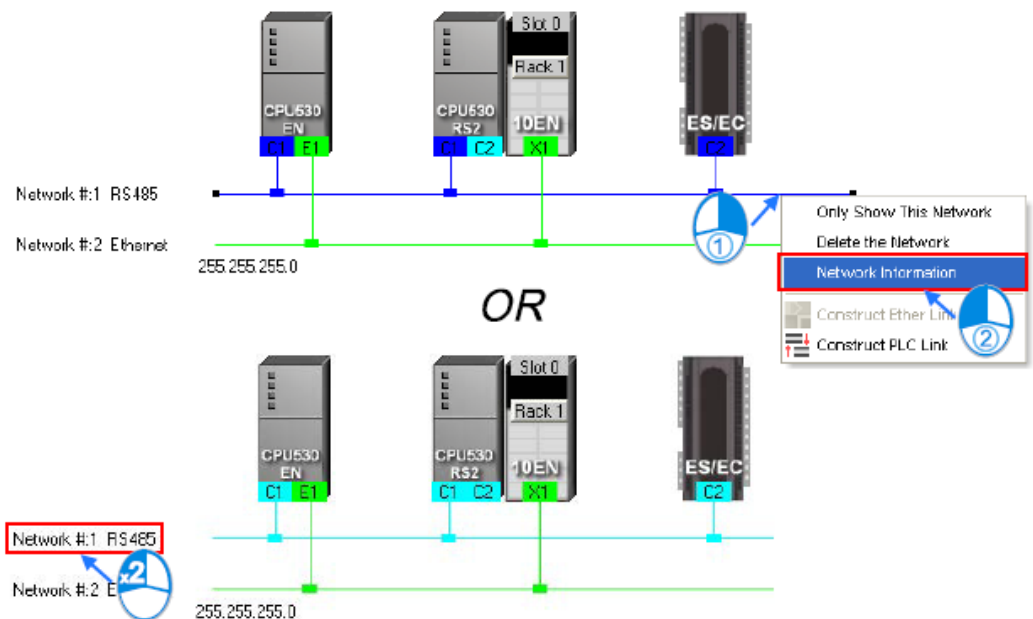 Slot 0
Rack 1
CPU530
EN
CPU530
RS2
10EN
ES/EC
C1 E1
C1 C2
X1
C2
Network #:1 RS485
Network #:2 Ethernet
255.255.255.0
1
Only Show This Network
Delete the Network
Network Information
Construct Ether Link
Construct PLC Link
2
OR
Slot 0
Rack 1
CPU530
EN
CPU530
RS2
10EN
ES/EC
C1 E1
C1 C2
X1
C2
Network #:1 RS485
x2
Network #:2 E
255.255.255.0